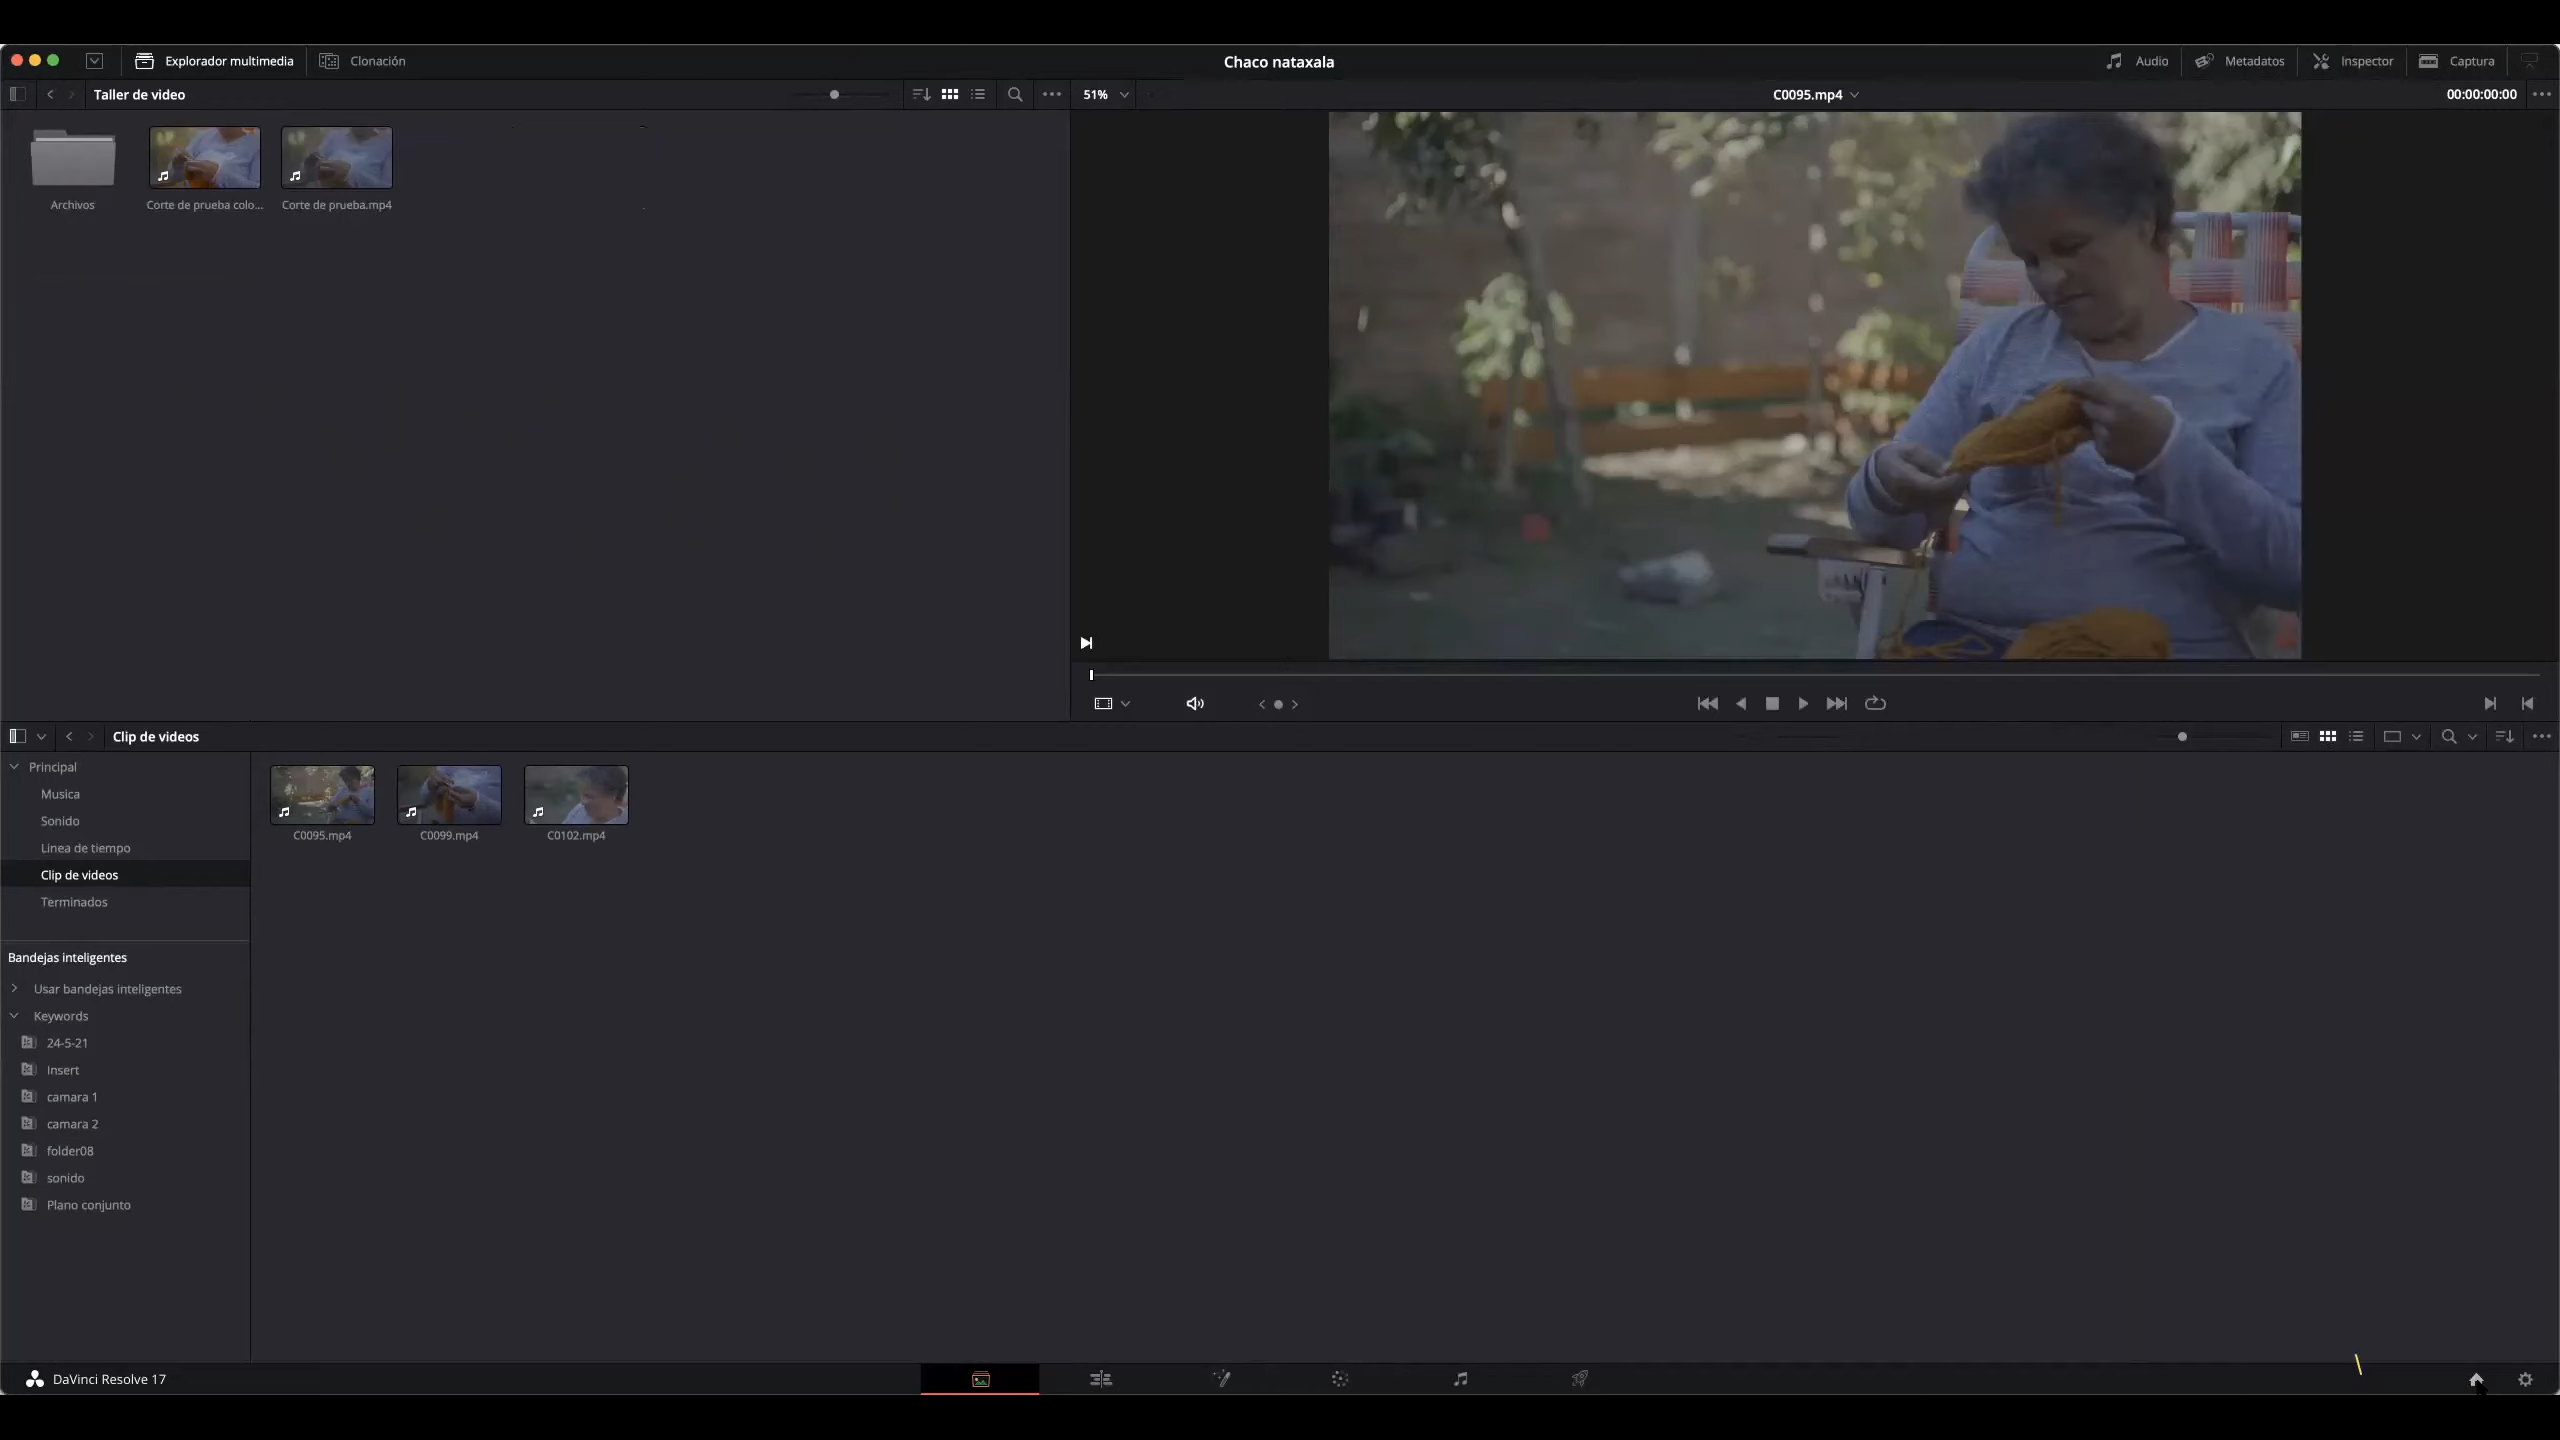 Explorador multimedia
Clonación
Chaco nataxala
Audio
Metadatos
Inspector
Captura
Taller de video
51%
C0095.mp4
00:00:00:00
Archivos
Corte de prueba colo...
Corte de prueba.mp4
Clip de videos
Principal
Musica
Sonido
Linea de tiempo
Clip de videos
Terminados
C0095.mp4
C0099.mp4
C0102.mp4
Bandejas inteligentes
Usar bandejas inteligentes
Keywords
24-5-21
Insert
camara 1
camara 2
folder08
sonido
Plano conjunto
DaVinci Resolve 17